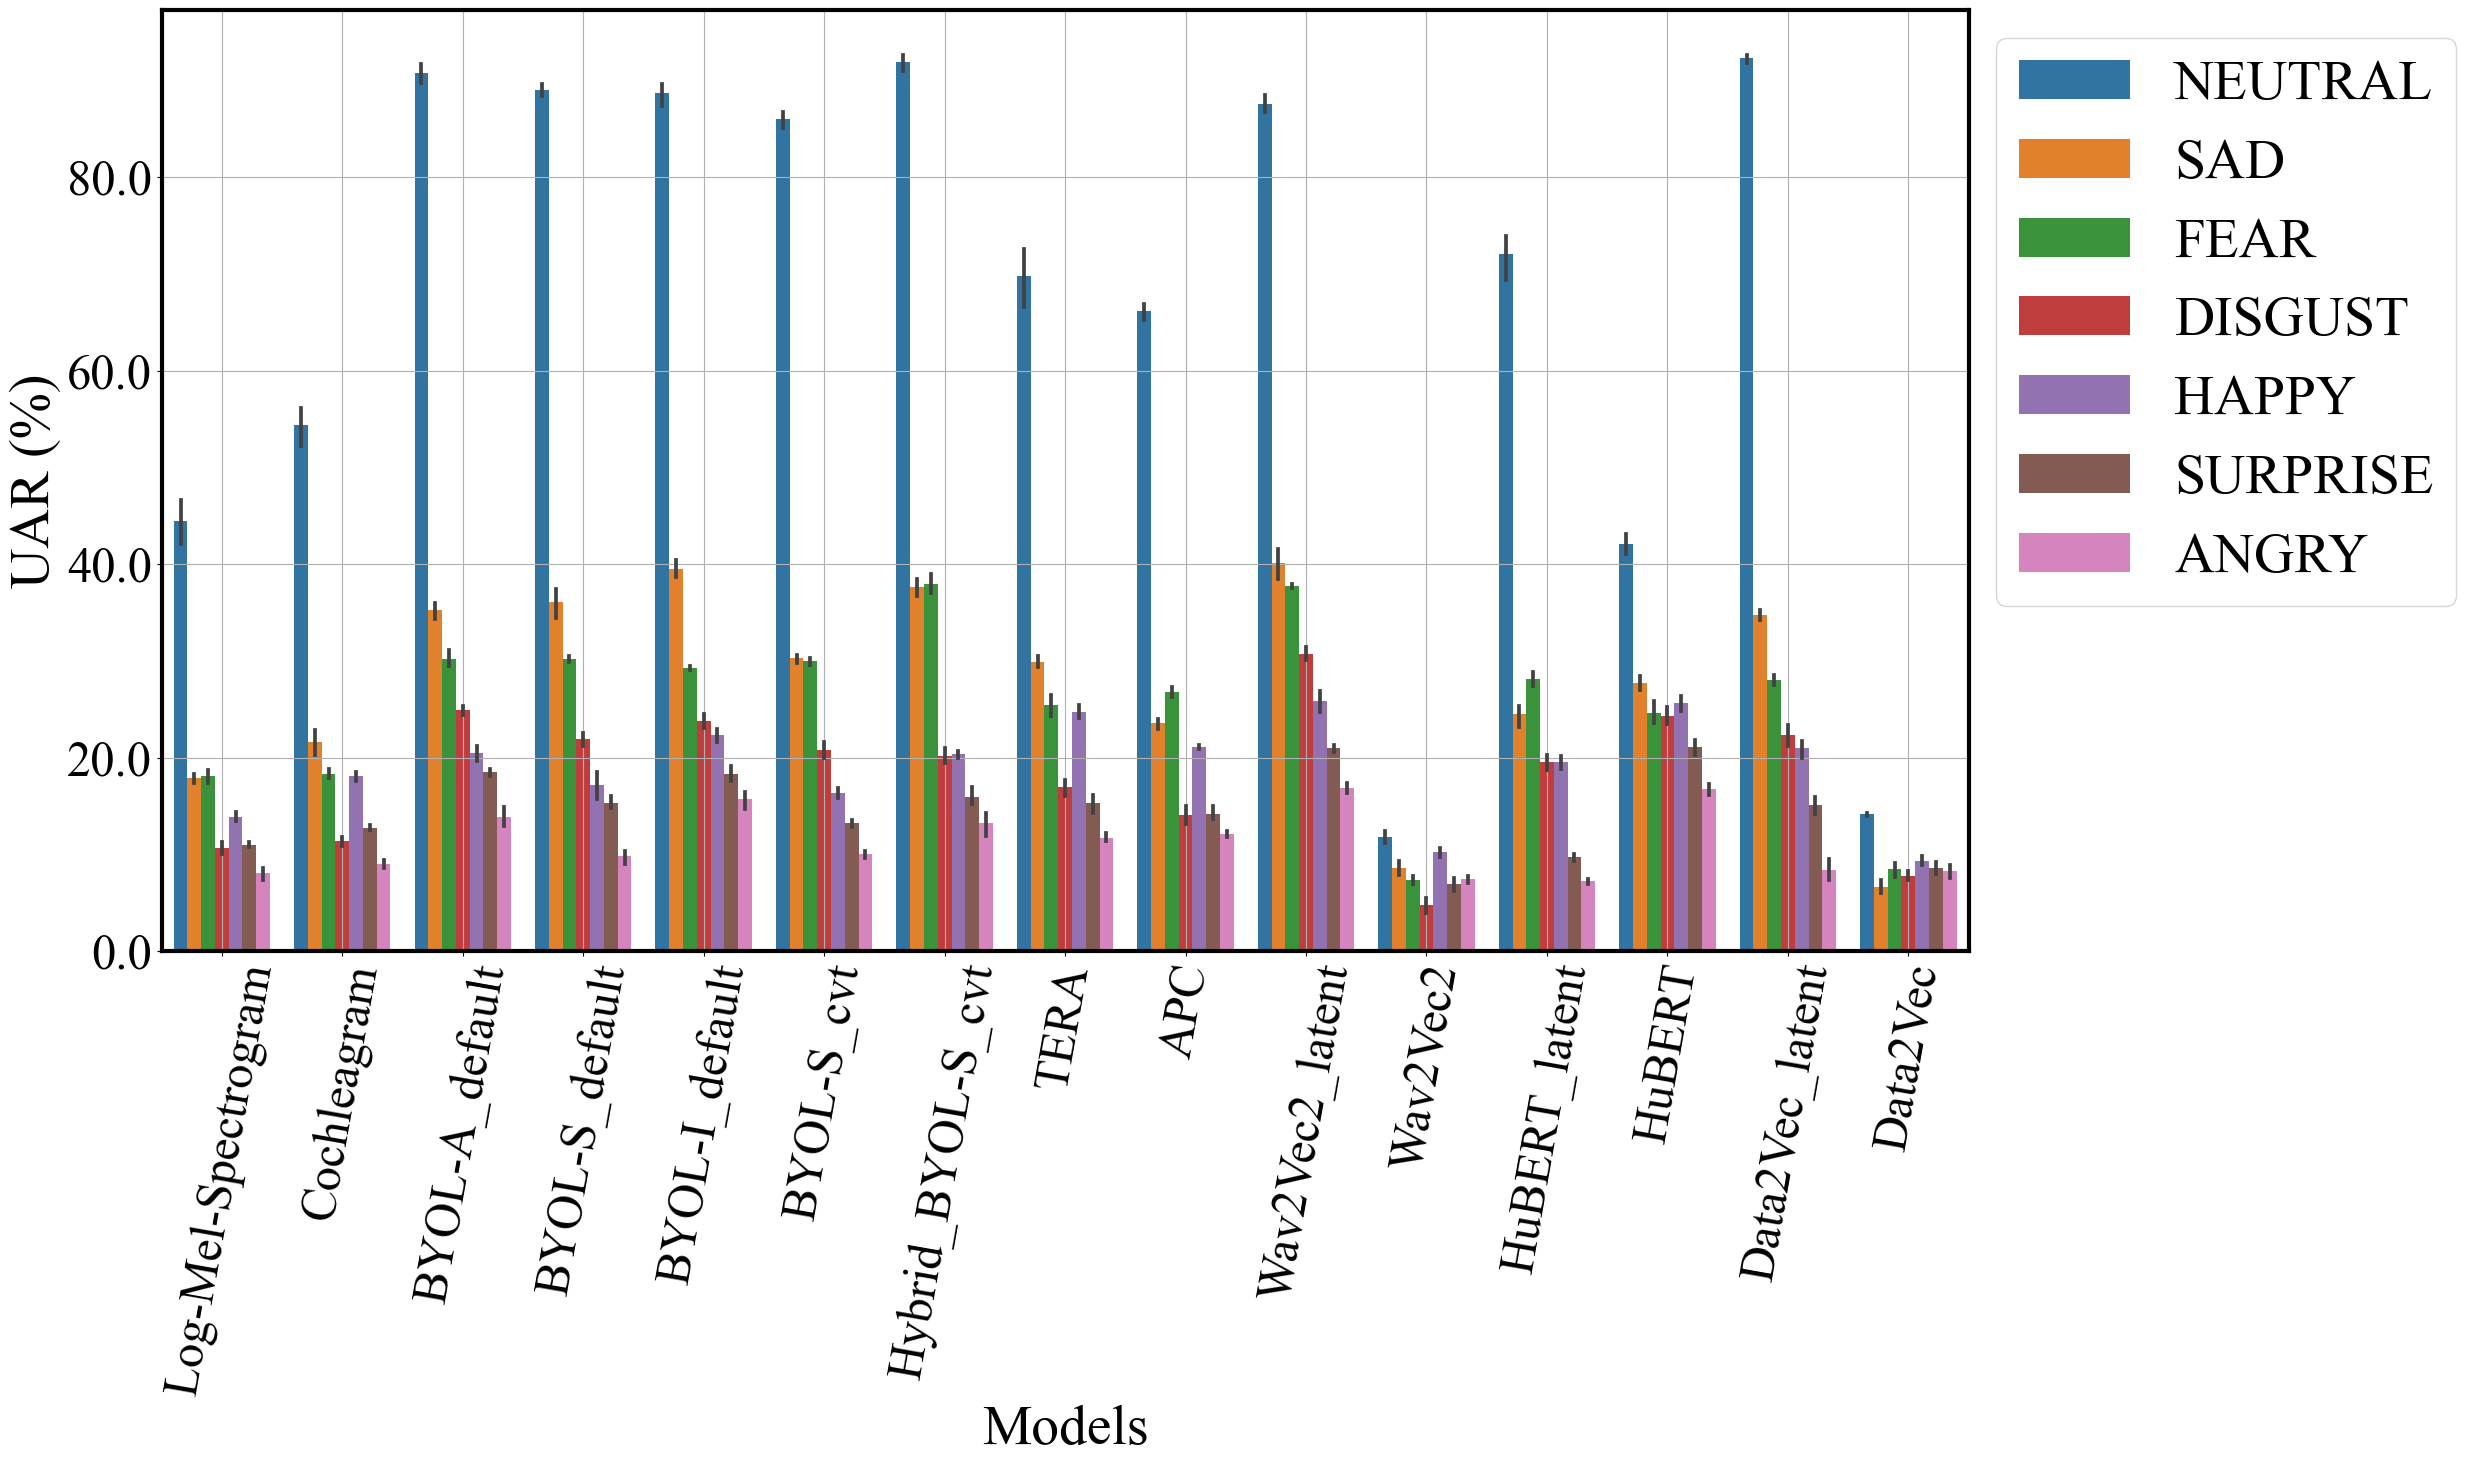 UAR (%)
80.0
60.0
40.0
20.0
0.0
NEUTRAL
SAD
FEAR
DISGUST
HAPPY
SURPRISE
ANGRY
Log-Mel-Spectrogram
Cochleagram
BYOL-A_default
BYOL-S_default
BYOL-I_default
BYOL-S_cvt
Hybrid_BYOL-S_cvt
TERA
APC
Wav2Vec2_latent
Wav2Vec2
HuBERT_latent
HuBERT
Data2Vec_latent
Data2Vec
Models